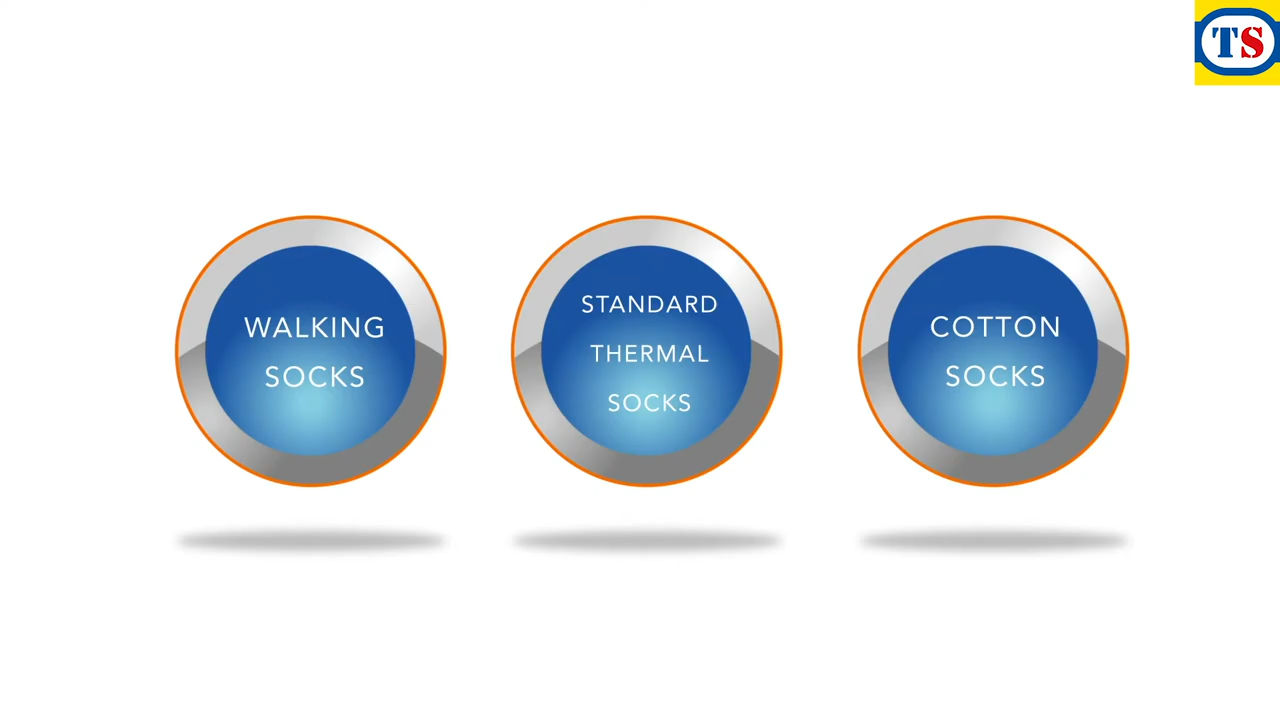 TS
WALKING
SOCKS
STANDARD
THERMAL
SOCKS
COTTON
SOCKS